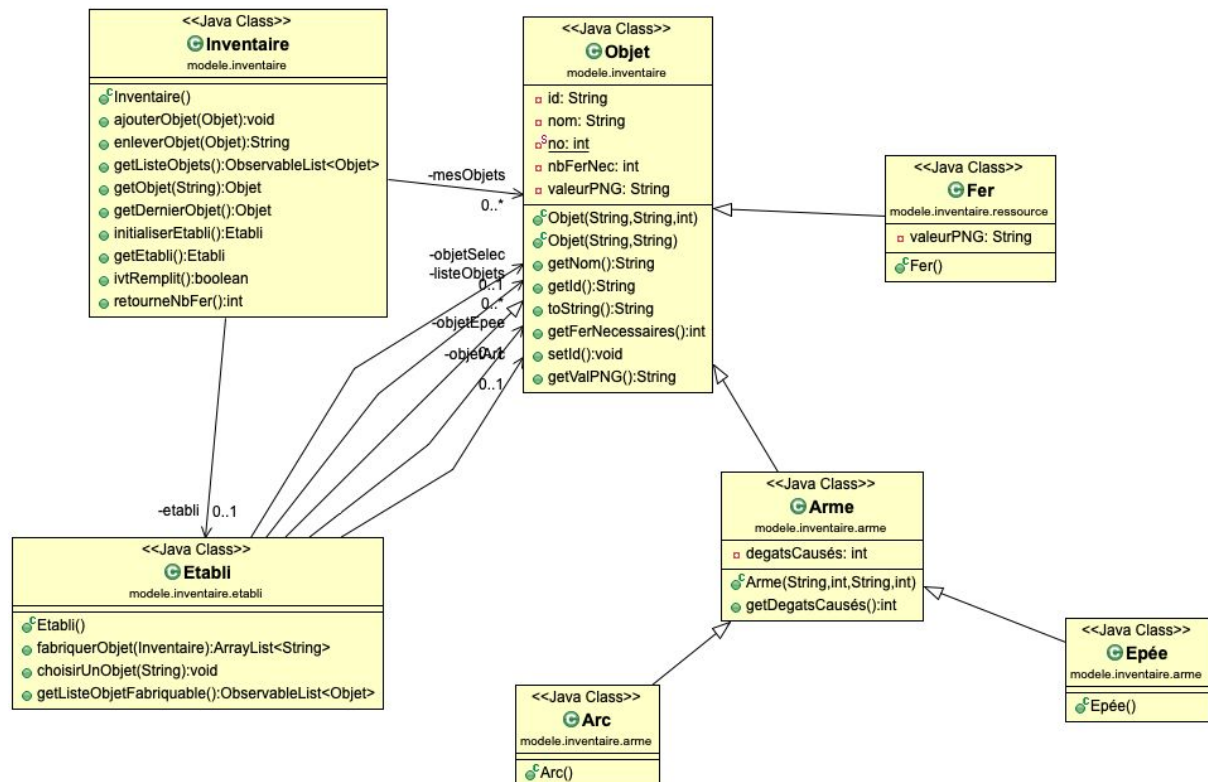 <<Java Class>>
Inventaire
modele.inventaire
Inventaire()
ajouterObjet(Objet):void
enleverObjet(Objet):String
getListeObjets():ObservableList<Objet>
getObjet(String):Objet
getDernierObjet():Objet
initialiserEtabli():Etabli
getEtabli():Etabli
ivtRemplit():boolean
retourneNbFer():int
<<Java Class>>
Objet
modele.inventaire
id: String
nom: String
no: int
nbFerNec: int
valeurPNG: String
Objet(String,String,int)
Objet(String,String)
getNom():String
getId():String
toString():String
getFerNecessaires():int
setId():void
getValPNG():String
-mesObjets
0..*
-objetSelec
-listeObjets
0..1
0..*
-objetEpee
0..1
-objetArc
0..1
<<Java Class>>
Fer
modele.inventaire.ressource
valeurPNG: String
Fer()
-etabli
0..1
<<Java Class>>
Etabli
modele.inventaire.etabli
Etabli()
fabriquerObjet(Inventaire):ArrayList<String>
choisirUnObjet(String):void
getListeObjetFabriquable():ObservableList<Objet>
<<Java Class>>
Arme
modele.inventaire.arme
degatsCausés: int
Arme(String,int,String,int)
getDegatsCausés():int
<<Java Class>>
Epée
modele.inventaire.arme
Epée()
<<Java Class>>
Arc
modele.inventaire.arme
Arc()